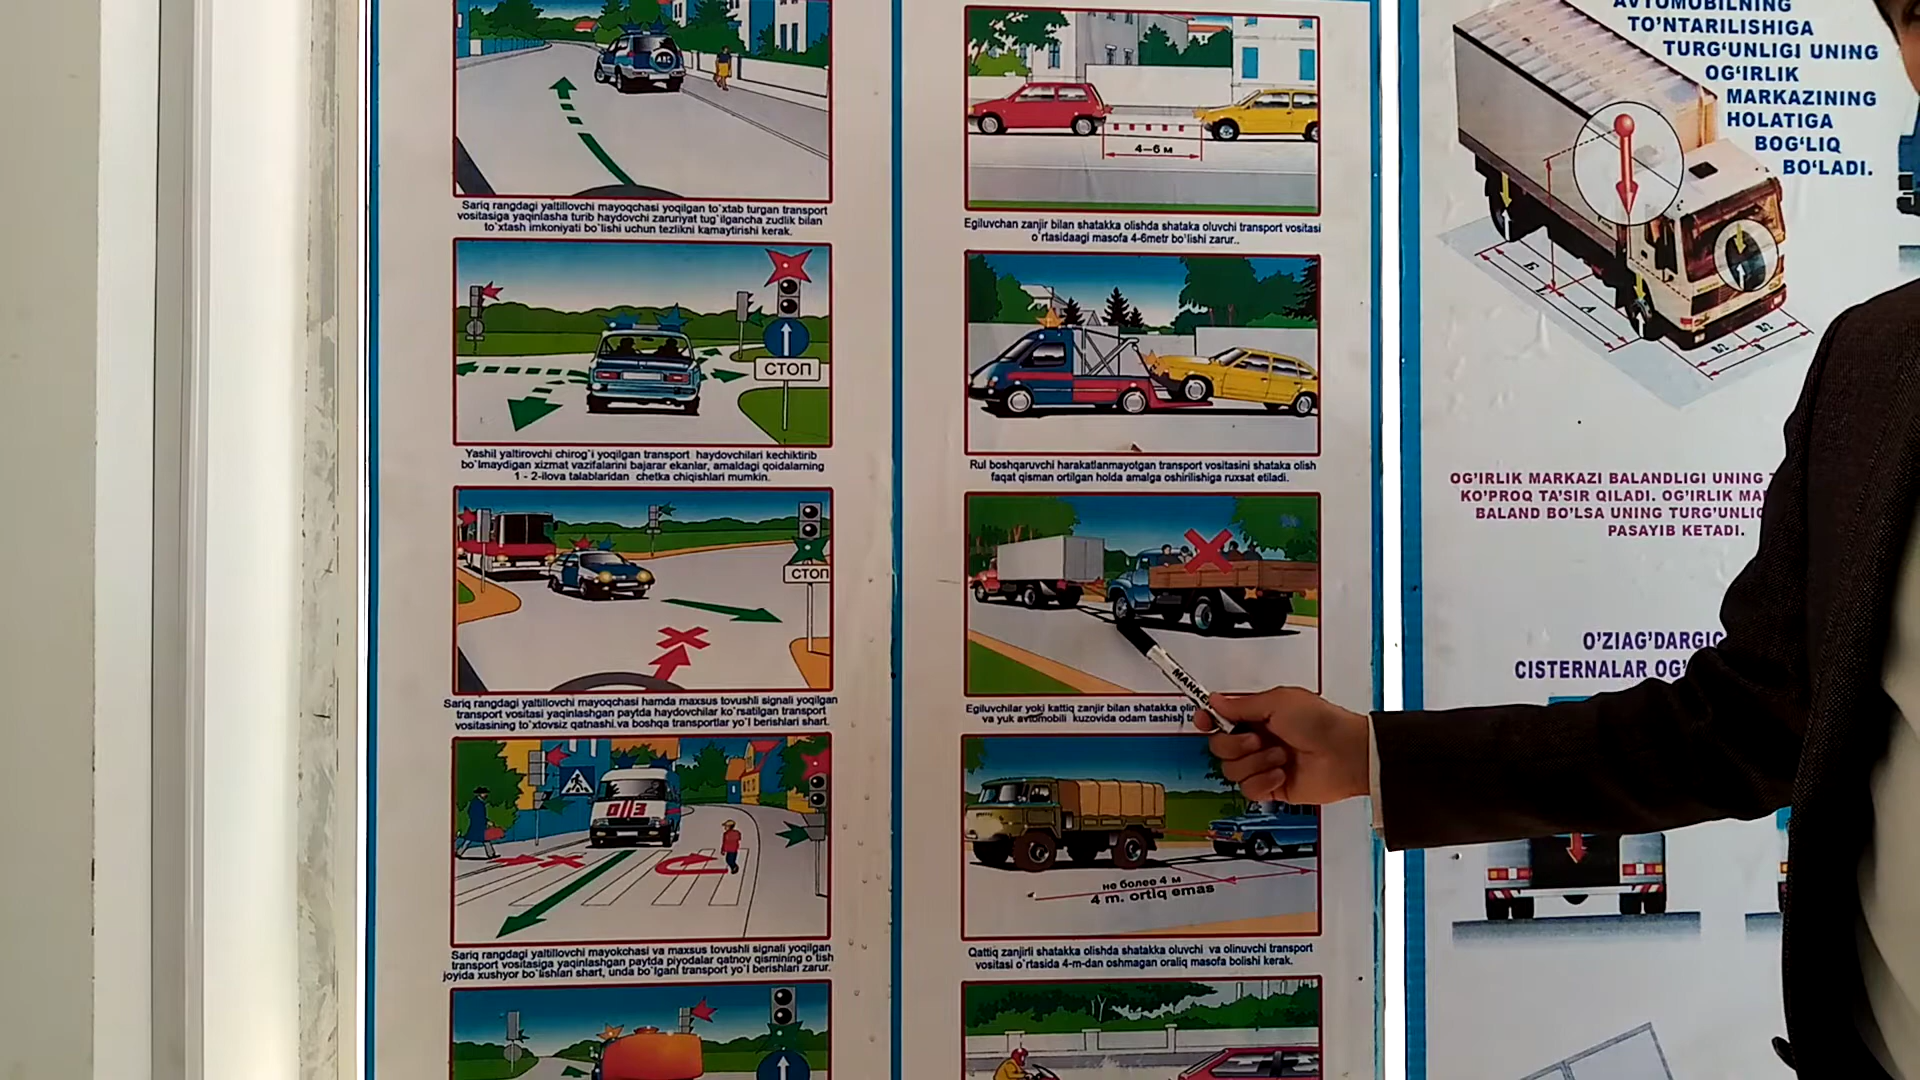 Sariq rangdagi yaltillovchi mayoqchasi yoqilgan to`xtab turgan transport
vositasiga yaqinlasha turib haydovchi zaruriyat tug`ilgancha zudlik bilan
to`xtash imkoniyati bo`lishi uchun tezlikni kamaytirishi kerak.
СТОП
Yashil yaltirovchi chirog`i yoqilgan transport haydovchilari kechiktirib
bo`lmaydigan xizmat vazifalarini bajarar ekanlar, amaldagi qoidalarning
1 - 2-ilova talablaridan chetka chiqishlari mumkin.
СТОП
Sariq rangdagi yaltillovchi mayoqchasi hamda maxsus tovushli signali yoqilgan
transport vositasi yaqinlashgan paytda haydovchilar ko`rsatilgan transport
vositasining to`xtovsiz qatnashi va boshqa transportlar yo`l berishlari shart.
Sariq rangdagi yaltillovchi mayokchasi va maxsus tovushli signali yoqilgan
transport vositasiga yaqinlashgan paytda piyodalar qatnov qismining o`tish
joyida xushyor bo`lishlari shart, unda bo`lgani transport yo`l berishlari zarur.
4–6 м
Egiluvchan zanjir bilan shatakka olishda shataka oluvchi transport vositasi
o`rtasidaagi masofa 4-6metr bo`lishi zarur..
Rul boshqaruvchi harakatlanmayotgan transport vositasini shataka olish
faqat qisman ortilgan holda amalga oshirilishiga ruxsat etiladi.
Egiluvchilar yoki kattiq zanjir bilan shatakka
va yuk avtomobili kuzovida odam tashish
не более 4 м
4 m. ortiq emas
Qattiq zanjirli shatakka olishda shatakka oluvchi va olinuvchi transport
vositasi o`rtasida 4-m-dan oshmagan oraliq masofa bolishi kerak.
AVTOMOBILNING
TO'NTARILISHIGA
TURG'UNLIGI UNING
OG'IRLIK
MARKAZINING
HOLATIGA
BOG'LIQ
BO'LADI.
Б
А
В/2
В/2
В
OG'IRLIK MARKAZI BALANDLIGI UNING
KO'PROQ TA'SIR QILADI. OG'IRLIK
BALAND BO'LSA UNING
PASAYIB KETADI.
CISTERNALAR